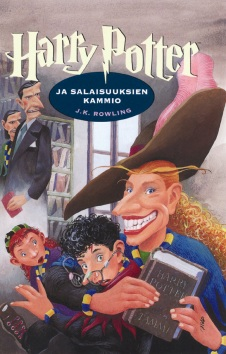 Harry Potter
JA SALAISUUKSIEN
KAMMIO
J.K. ROWLING